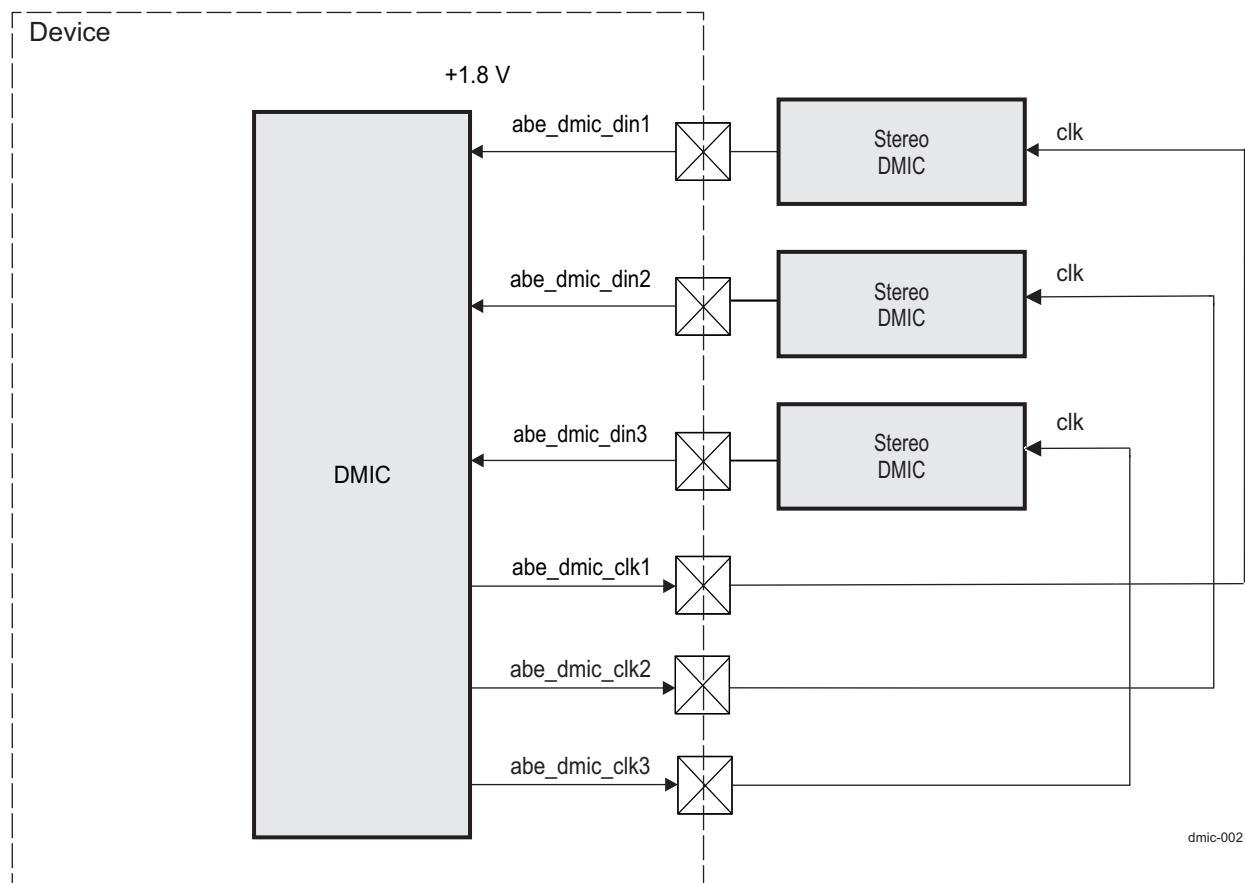 Device
+1.8 V
abe_dmic_din1
Stereo
DMIC
clk
abe_dmic_din2
Stereo
DMIC
clk
abe_dmic_din3
Stereo
DMIC
clk
DMIC
abe_dmic_clk1
abe_dmic_clk2
abe_dmic_clk3
dmic-002